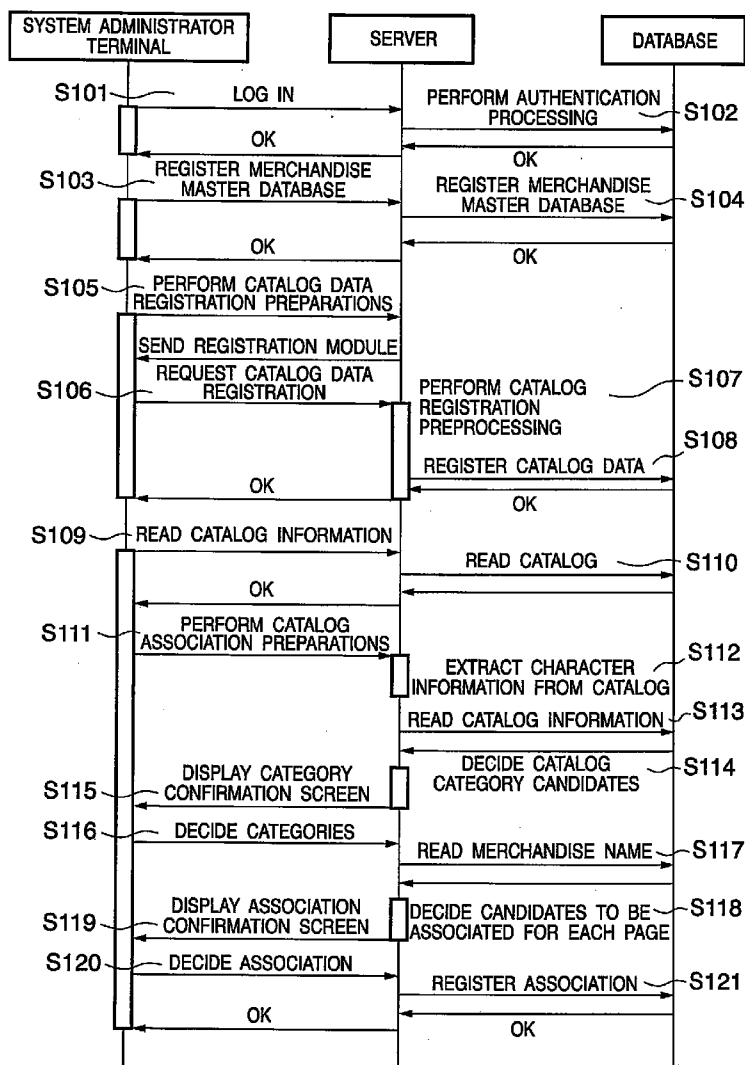 SYSTEM ADMINISTRATOR
TERMINAL
SERVER
DATABASE
S101
LOG IN
PERFORM AUTHENTICATION
PROCESSING
S102
OK
OK
S103
REGISTER MERCHANDISE
MASTER DATABASE
REGISTER MERCHANDISE
MASTER DATABASE
S104
OK
OK
S105
PERFORM CATALOG DATA
REGISTRATION PREPARATIONS
SEND REGISTRATION MODULE
S106
REQUEST CATALOG DATA
REGISTRATION
PERFORM CATALOG
REGISTRATION
PREPROCESSING
S107
S108
REGISTER CATALOG DATA
OK
OK
S109
READ CATALOG INFORMATION
READ CATALOG
S110
OK
S111
PERFORM CATALOG
ASSOCIATION PREPARATIONS
EXTRACT CHARACTER
INFORMATION FROM CATALOG
S112
READ CATALOG INFORMATION
S113
DECIDE CATALOG
CATEGORY CANDIDATES
S114
S115
DISPLAY CATEGORY
CONFIRMATION SCREEN
S116
DECIDE CATEGORIES
READ MERCHANDISE NAME
S117
DECIDE CANDIDATES TO BE
ASSOCIATED FOR EACH PAGE
S118
S119
DISPLAY ASSOCIATION
CONFIRMATION SCREEN
S120
DECIDE ASSOCIATION
REGISTER ASSOCIATION
S121
OK
OK